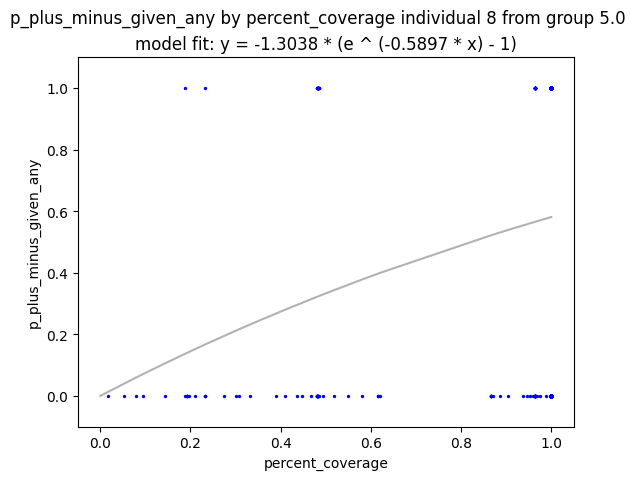 p_plus_minus_given_any by percent_coverage individual 8 from group 5.0
model fit: y = -1.3038 * (e ^ (-0.5897 * x) - 1)
1.0
0.8
0.6
0.4
0.2
0.0
p_plus_minus_given_any
0.0 0.2 0.4 0.6 0.8 1.0
percent_coverage